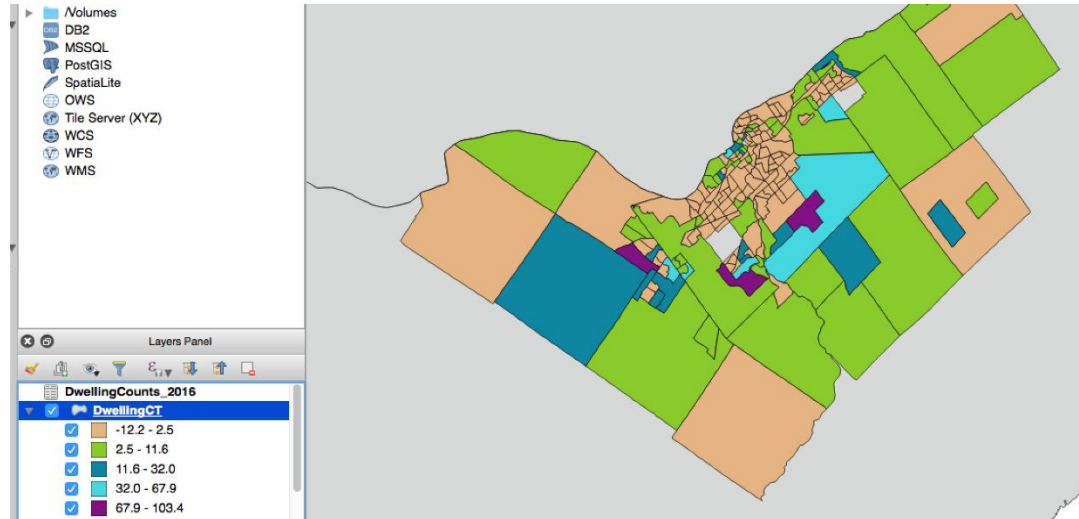 /Volumes
DB2
MSSQL
PostGIS
SpatiaLite
OWS
Tile Server (XYZ)
WCS
WFS
WMS
Layers Panel
DwellingCounts_2016
DwellingCT
-12.2 - 2.5
2.5 - 11.6
11.6 - 32.0
32.0 - 67.9
67.9 - 103.4